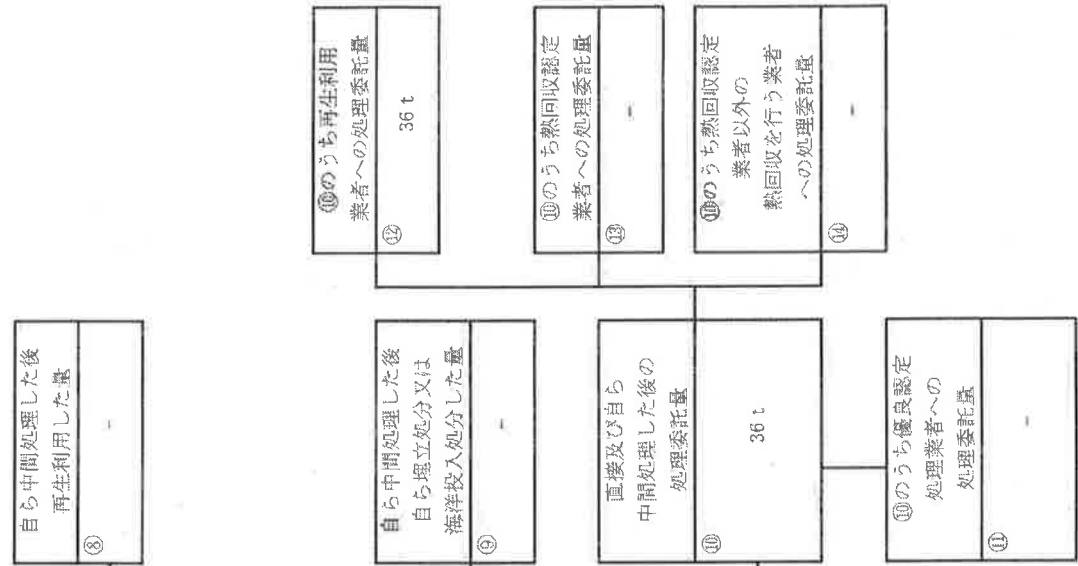 自ら中間処理した後
再生利用した量
⑧
-
自ら中間処理した後
自ら埋立処分又は
海洋投入処分した量
⑨
-
直接及び自ら
中間処理した後の
処理委託量
⑩
36 t
⑩のうち優良認定
処理業者への
処理委託量
⑪
-
⑩のうち再生利用
業者への処理委託量
⑫
36 t
⑩のうち熱回収認定
業者への処理委託量
⑬
-
⑩のうち熱回収認定
業者以外の
熱回収を行う業者
への処理委託量
⑭
-